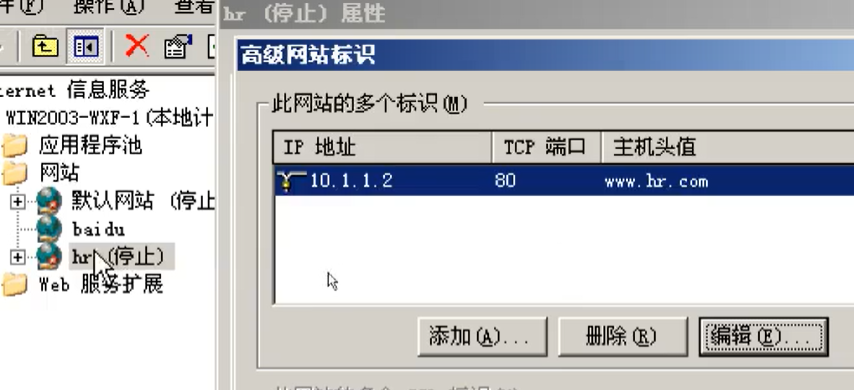 操作(A) 查看
hr (停止) 属性
高级网站标识
此网站的多个标识(M)
IP 地址 TCP 端口 主机头值
10.1.1.2 80 www.hr.com
添加(A)... 删除(R) 编辑(E)...
ernet 信息服务
WIN2003-WXF-1(本地计
应用程序池
网站
默认网站 (停止
baidu
hr (停止)
Web 服务扩展